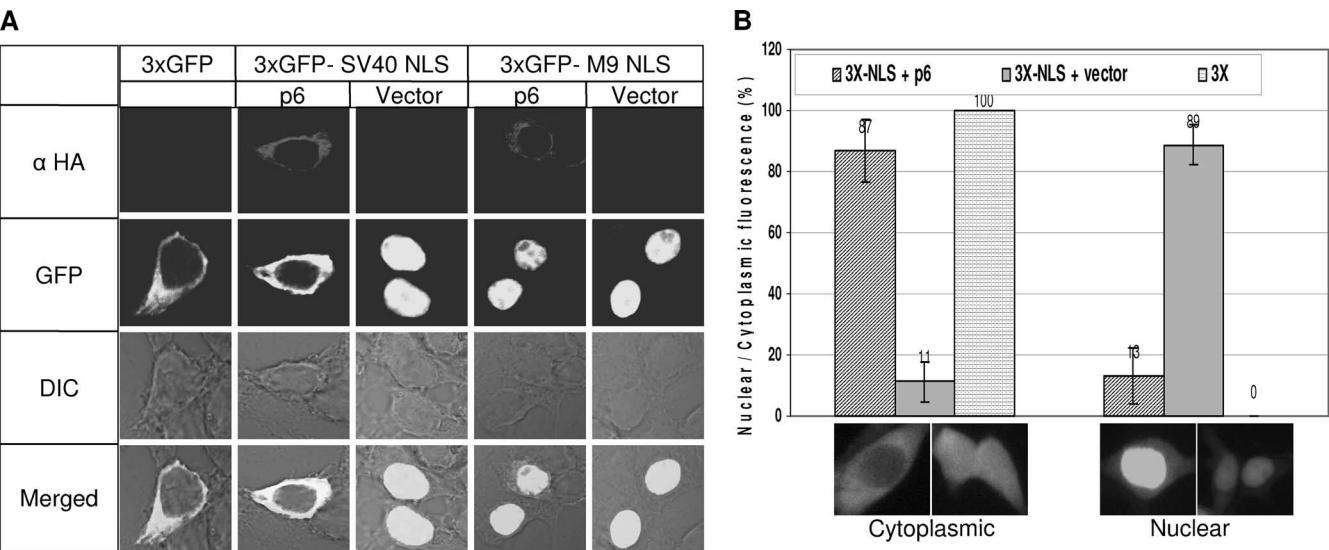 A
3xGFP
3xGFP- SV40 NLS
3xGFP- M9 NLS
p6
Vector
p6
Vector
α HA
GFP
DIC
Merged
B
Nuclear / Cytoplasmic fluorescence (%)
120
100
80
60
40
20
0
3X-NLS + p6
3X-NLS + vector
3X
87
11
100
13
89
0
Cytoplasmic
Nuclear